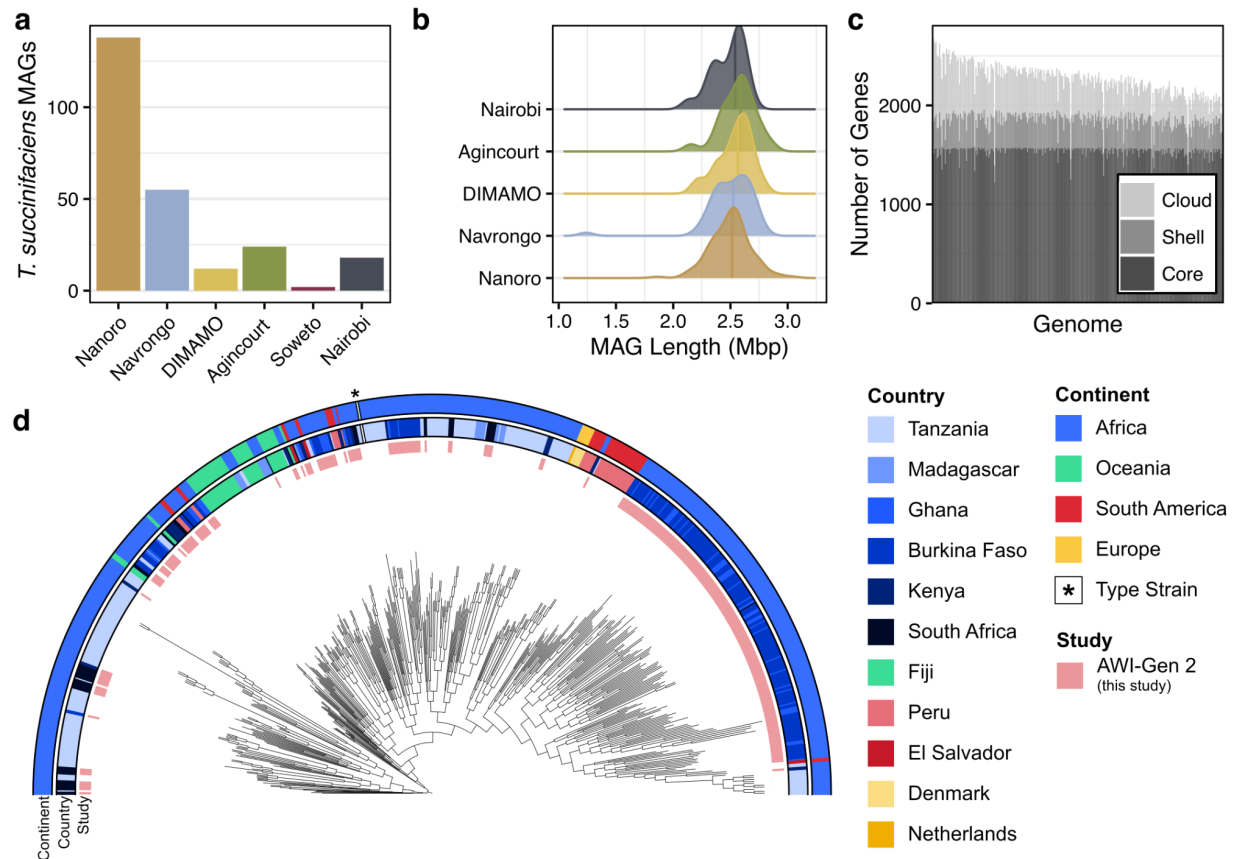 a
T. succinifaciens MAGs
100
50
0
Nanoro
Navrongo
DIMAMO
Agincourt
Soweto
Nairobi
b
Nairobi
Agincourt
DIMAMO
Navrongo
Nanoro
1.0 1.5 2.0 2.5 3.0
MAG Length (Mbp)
c
Number of Genes
2000
1000
0
Cloud
Shell
Core
Genome
d
*
Continent
Country
Study
Country
Tanzania
Madagascar
Ghana
Burkina Faso
Kenya
South Africa
Fiji
Peru
El Salvador
Denmark
Netherlands
Continent
Africa
Oceania
South America
Europe
* Type Strain
Study
AWI-Gen 2
(this study)